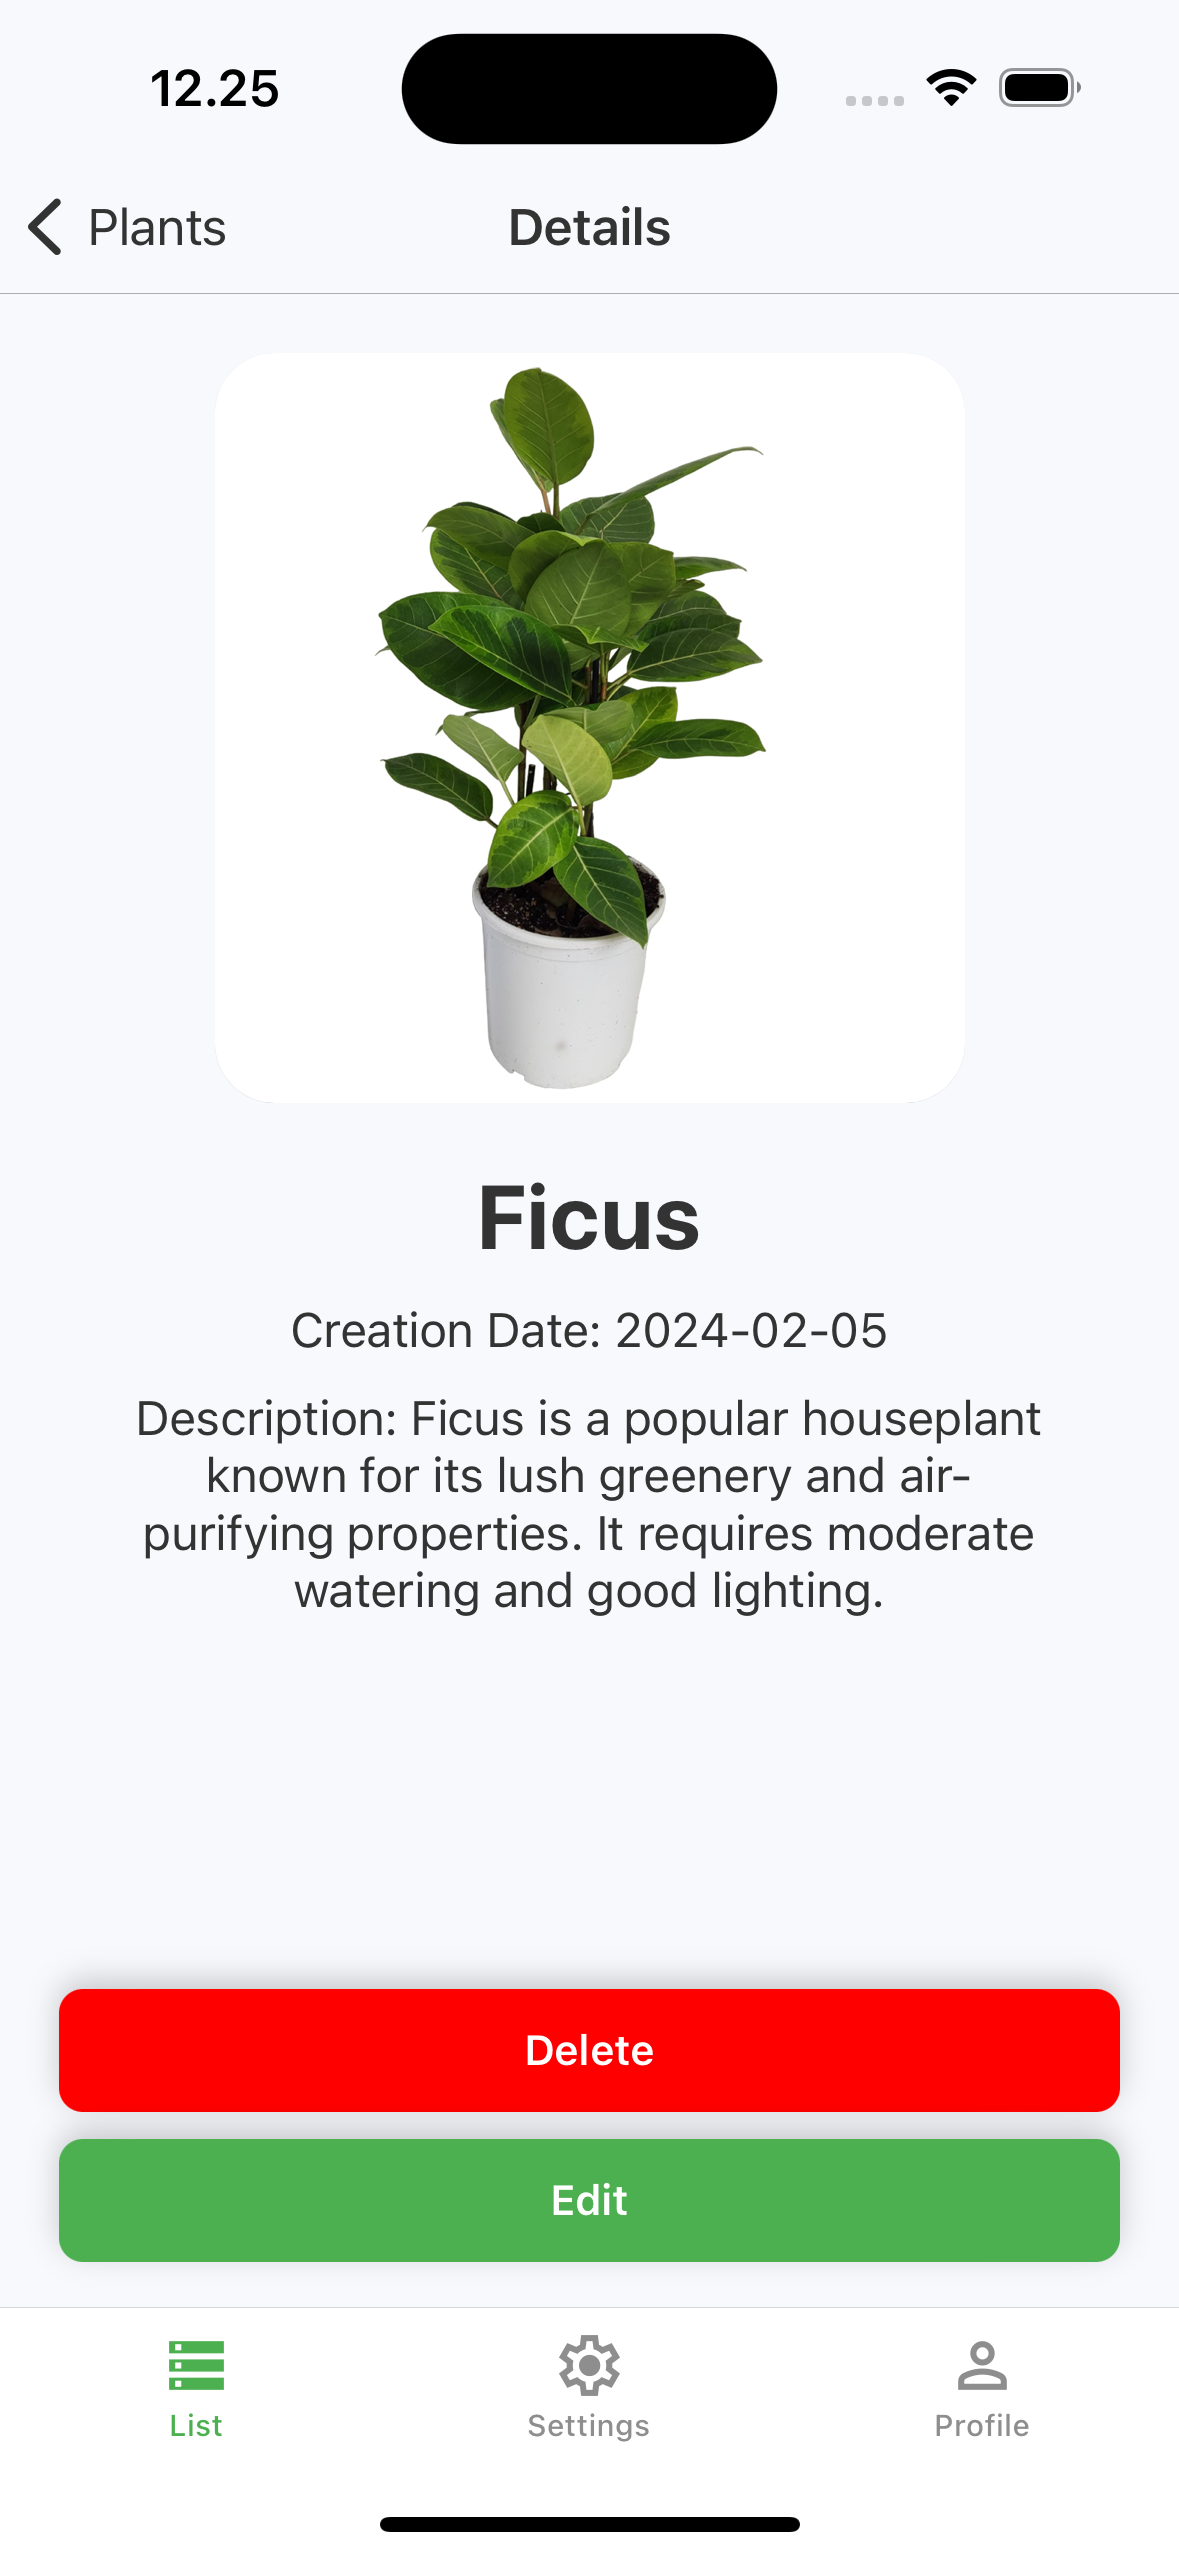 12.25
Plants
Details
Ficus
Creation Date: 2024-02-05
Description: Ficus is a popular houseplant
known for its lush greenery and air-
purifying properties. It requires moderate
watering and good lighting.
Delete
Edit
List
Settings
Profile